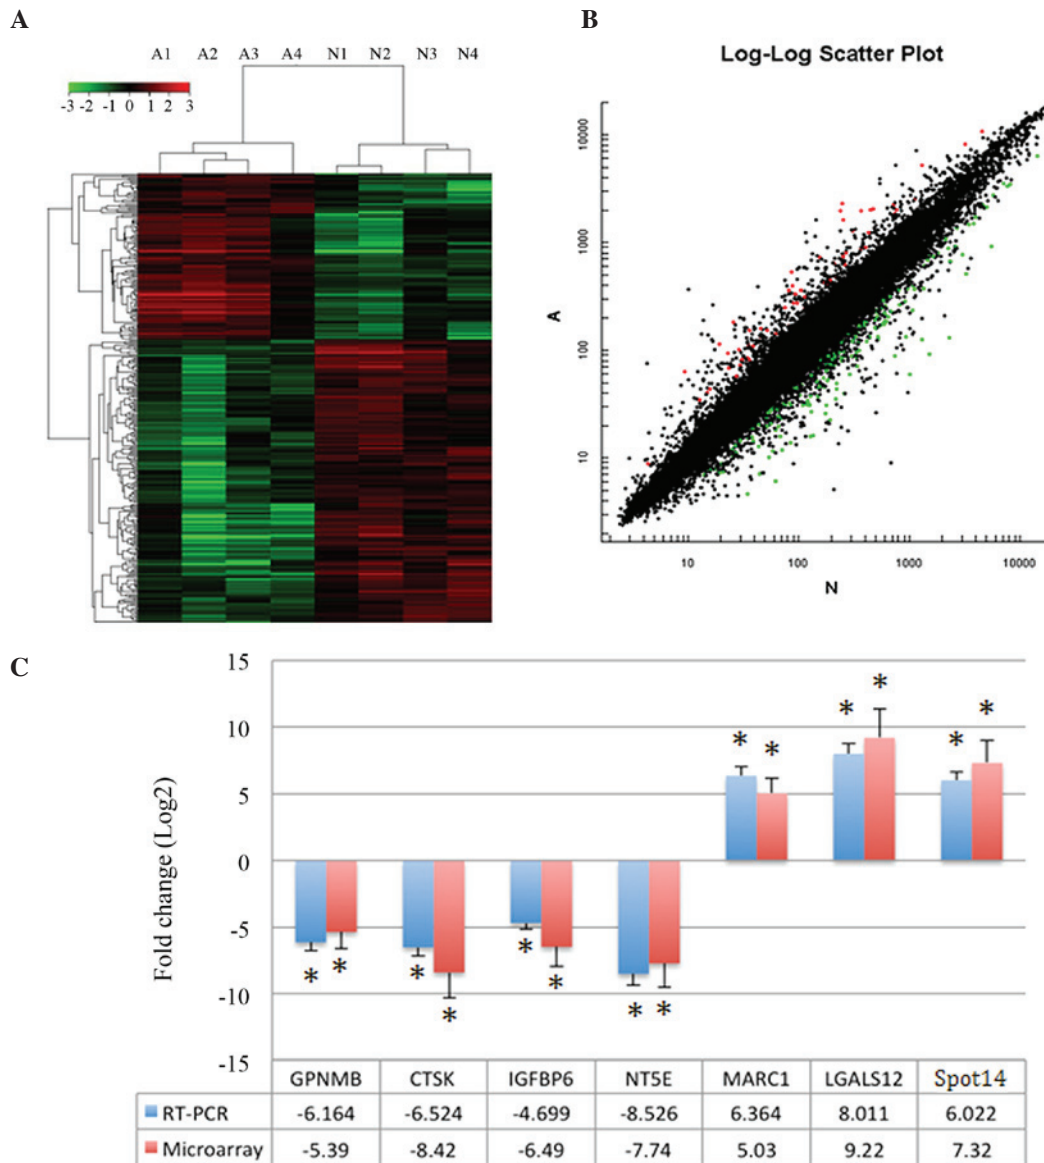 A
A1 A2 A3 A4 N1 N2 N3 N4
-3 -2 -1 0 1 2 3
B
Log-Log Scatter Plot
10000
1000
100
10
A
10 100 1000 10000
N
C
15
10
5
0
-5
-10
-15
Fold change (Log2)
* * * * * * * * * * * * * *
GPNMB CTSK IGFBP6 NT5E MARC1 LGALS12 Spot14
RT-PCR -6.164 -6.524 -4.699 -8.526 6.364 8.011 6.022
Microarray -5.39 -8.42 -6.49 -7.74 5.03 9.22 7.32